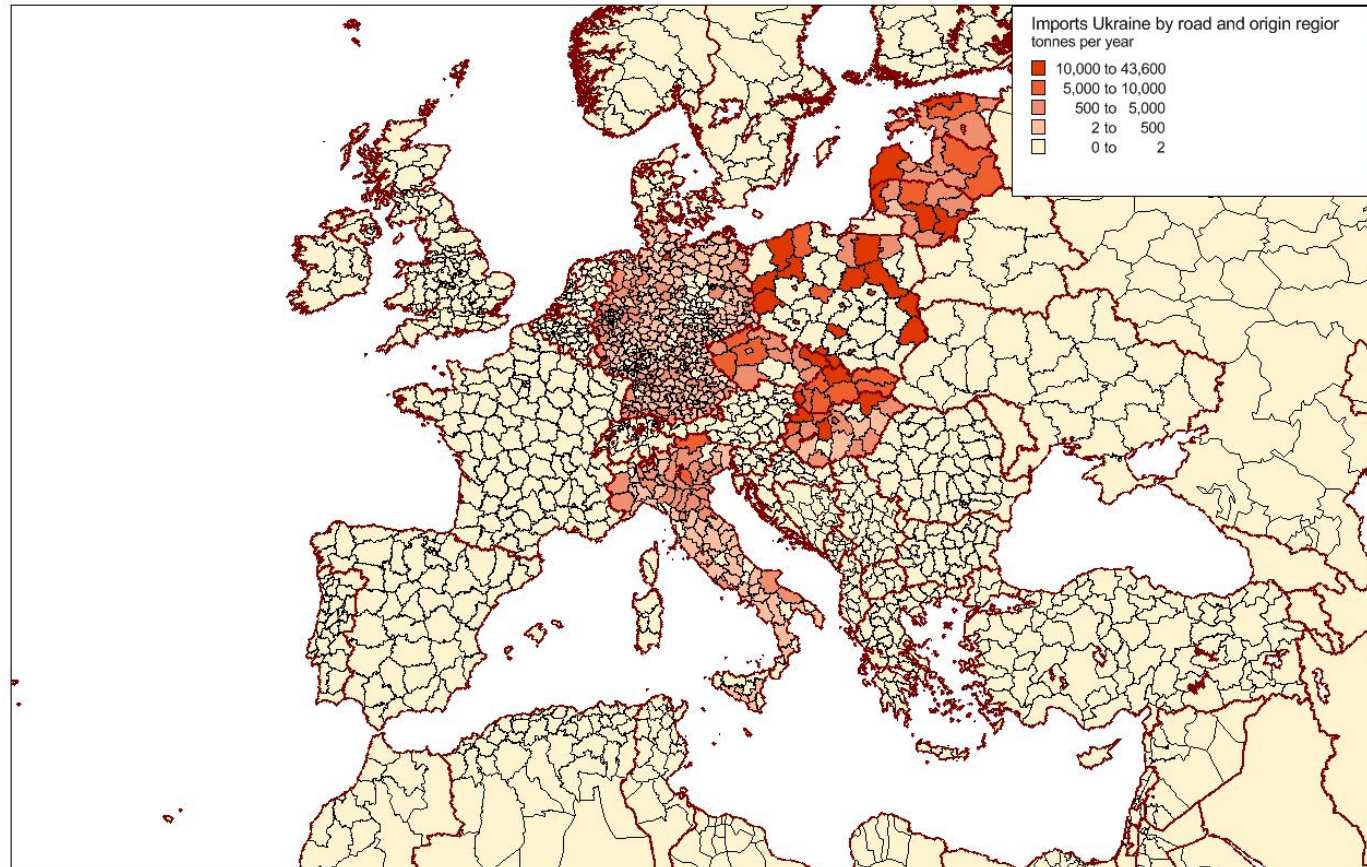 Imports Ukraine by road and origin regior
tonnes per year
10,000 to 43,600
5,000 to 10,000
500 to 5,000
2 to 500
0 to 2